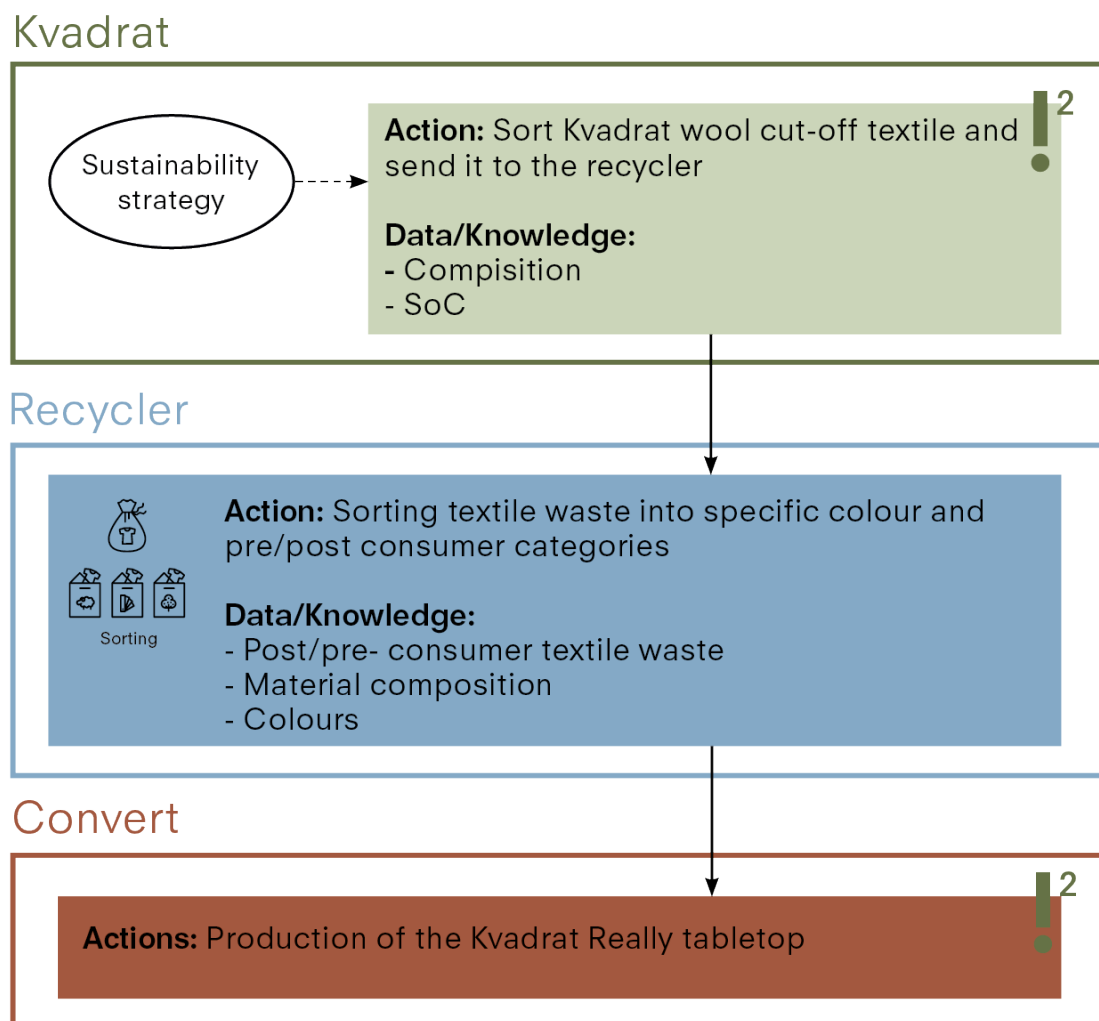 Kvadrat
2
Sustainability
strategy
Action: Sort Kvadrat wool cut-off textile and
send it to the recycler
Data/Knowledge:
- Compisition
- SoC
Recycler
Action: Sorting textile waste into specific colour and
pre/post consumer categories
Sorting
Data/Knowledge:
- Post/pre- consumer textile waste
- Material composition
- Colours
Convert
2
Actions: Production of the Kvadrat Really tabletop